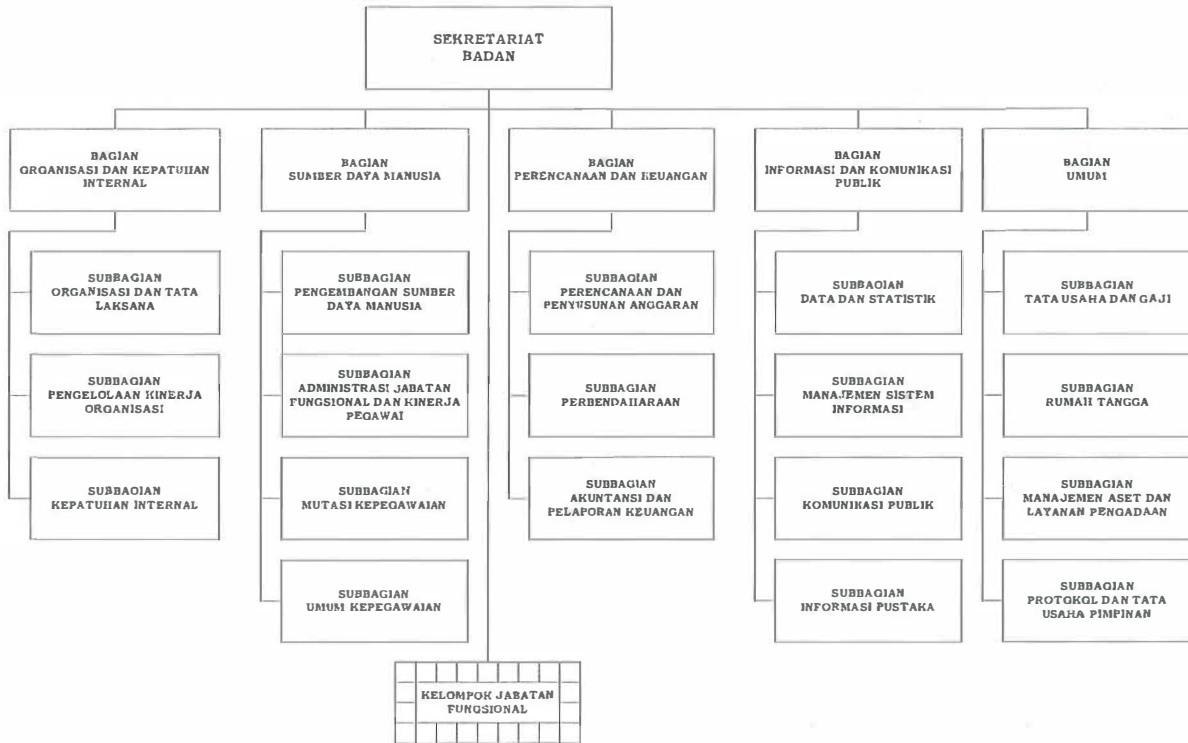 SEKRETARIAT
BADAN
BAGIAN
ORGANISASI DAN KEPATUHAN
INTERNAL
BAGIAN
SUMBER DAYA MANUSIA
BAGIAN
PERENCANAAN DAN KEUANGAN
BAGIAN
INFORMASI DAN KOMUNIKASI
PUBLIK
BAGIAN
UMUM
SUBBAGIAN
ORGANISASI DAN TATA
LAKSANA
SUBBAGIAN
PENGELOLAAN KINERJA
ORGANISASI
SUBBAGIAN
KEPATUHAN INTERNAL
SUBBAGIAN
PENGEMBANGAN SUMBER
DAYA MANUSIA
SUBBAGIAN
ADMINISTRASI JABATAN
FUNGSIONAL DAN KINERJA
PEGAWAI
SUBBAGIAN
MUTASI KEPEGAWAIAN
SUBBAGIAN
UMUM KEPEGAWAIAN
SUBBAGIAN
PERENCANAAN DAN
PENYUSUNAN ANGGARAN
SUBBAGIAN
PERBENDAHARAAN
SUBBAGIAN
AKUNTANSI DAN
PELAPORAN KEUANGAN
SUBBAGIAN
DATA DAN STATISTIK
SUBBAGIAN
MANAJEMEN SISTEM
INFORMASI
SUBBAGIAN
KOMUNIKASI PUBLIK
SUBBAGIAN
INFORMASI PUSTAKA
SUBBAGIAN
TATA USAHA DAN GAJI
SUBBAGIAN
RUMAH TANGGA
SUBBAGIAN
MANAJEMEN ASET DAN
LAYANAN PENGADAAN
SUBBAGIAN
PROTOKOL DAN TATA
USAHA PIMPINAN
KELOMPOK JABATAN
FUNGSIONAL